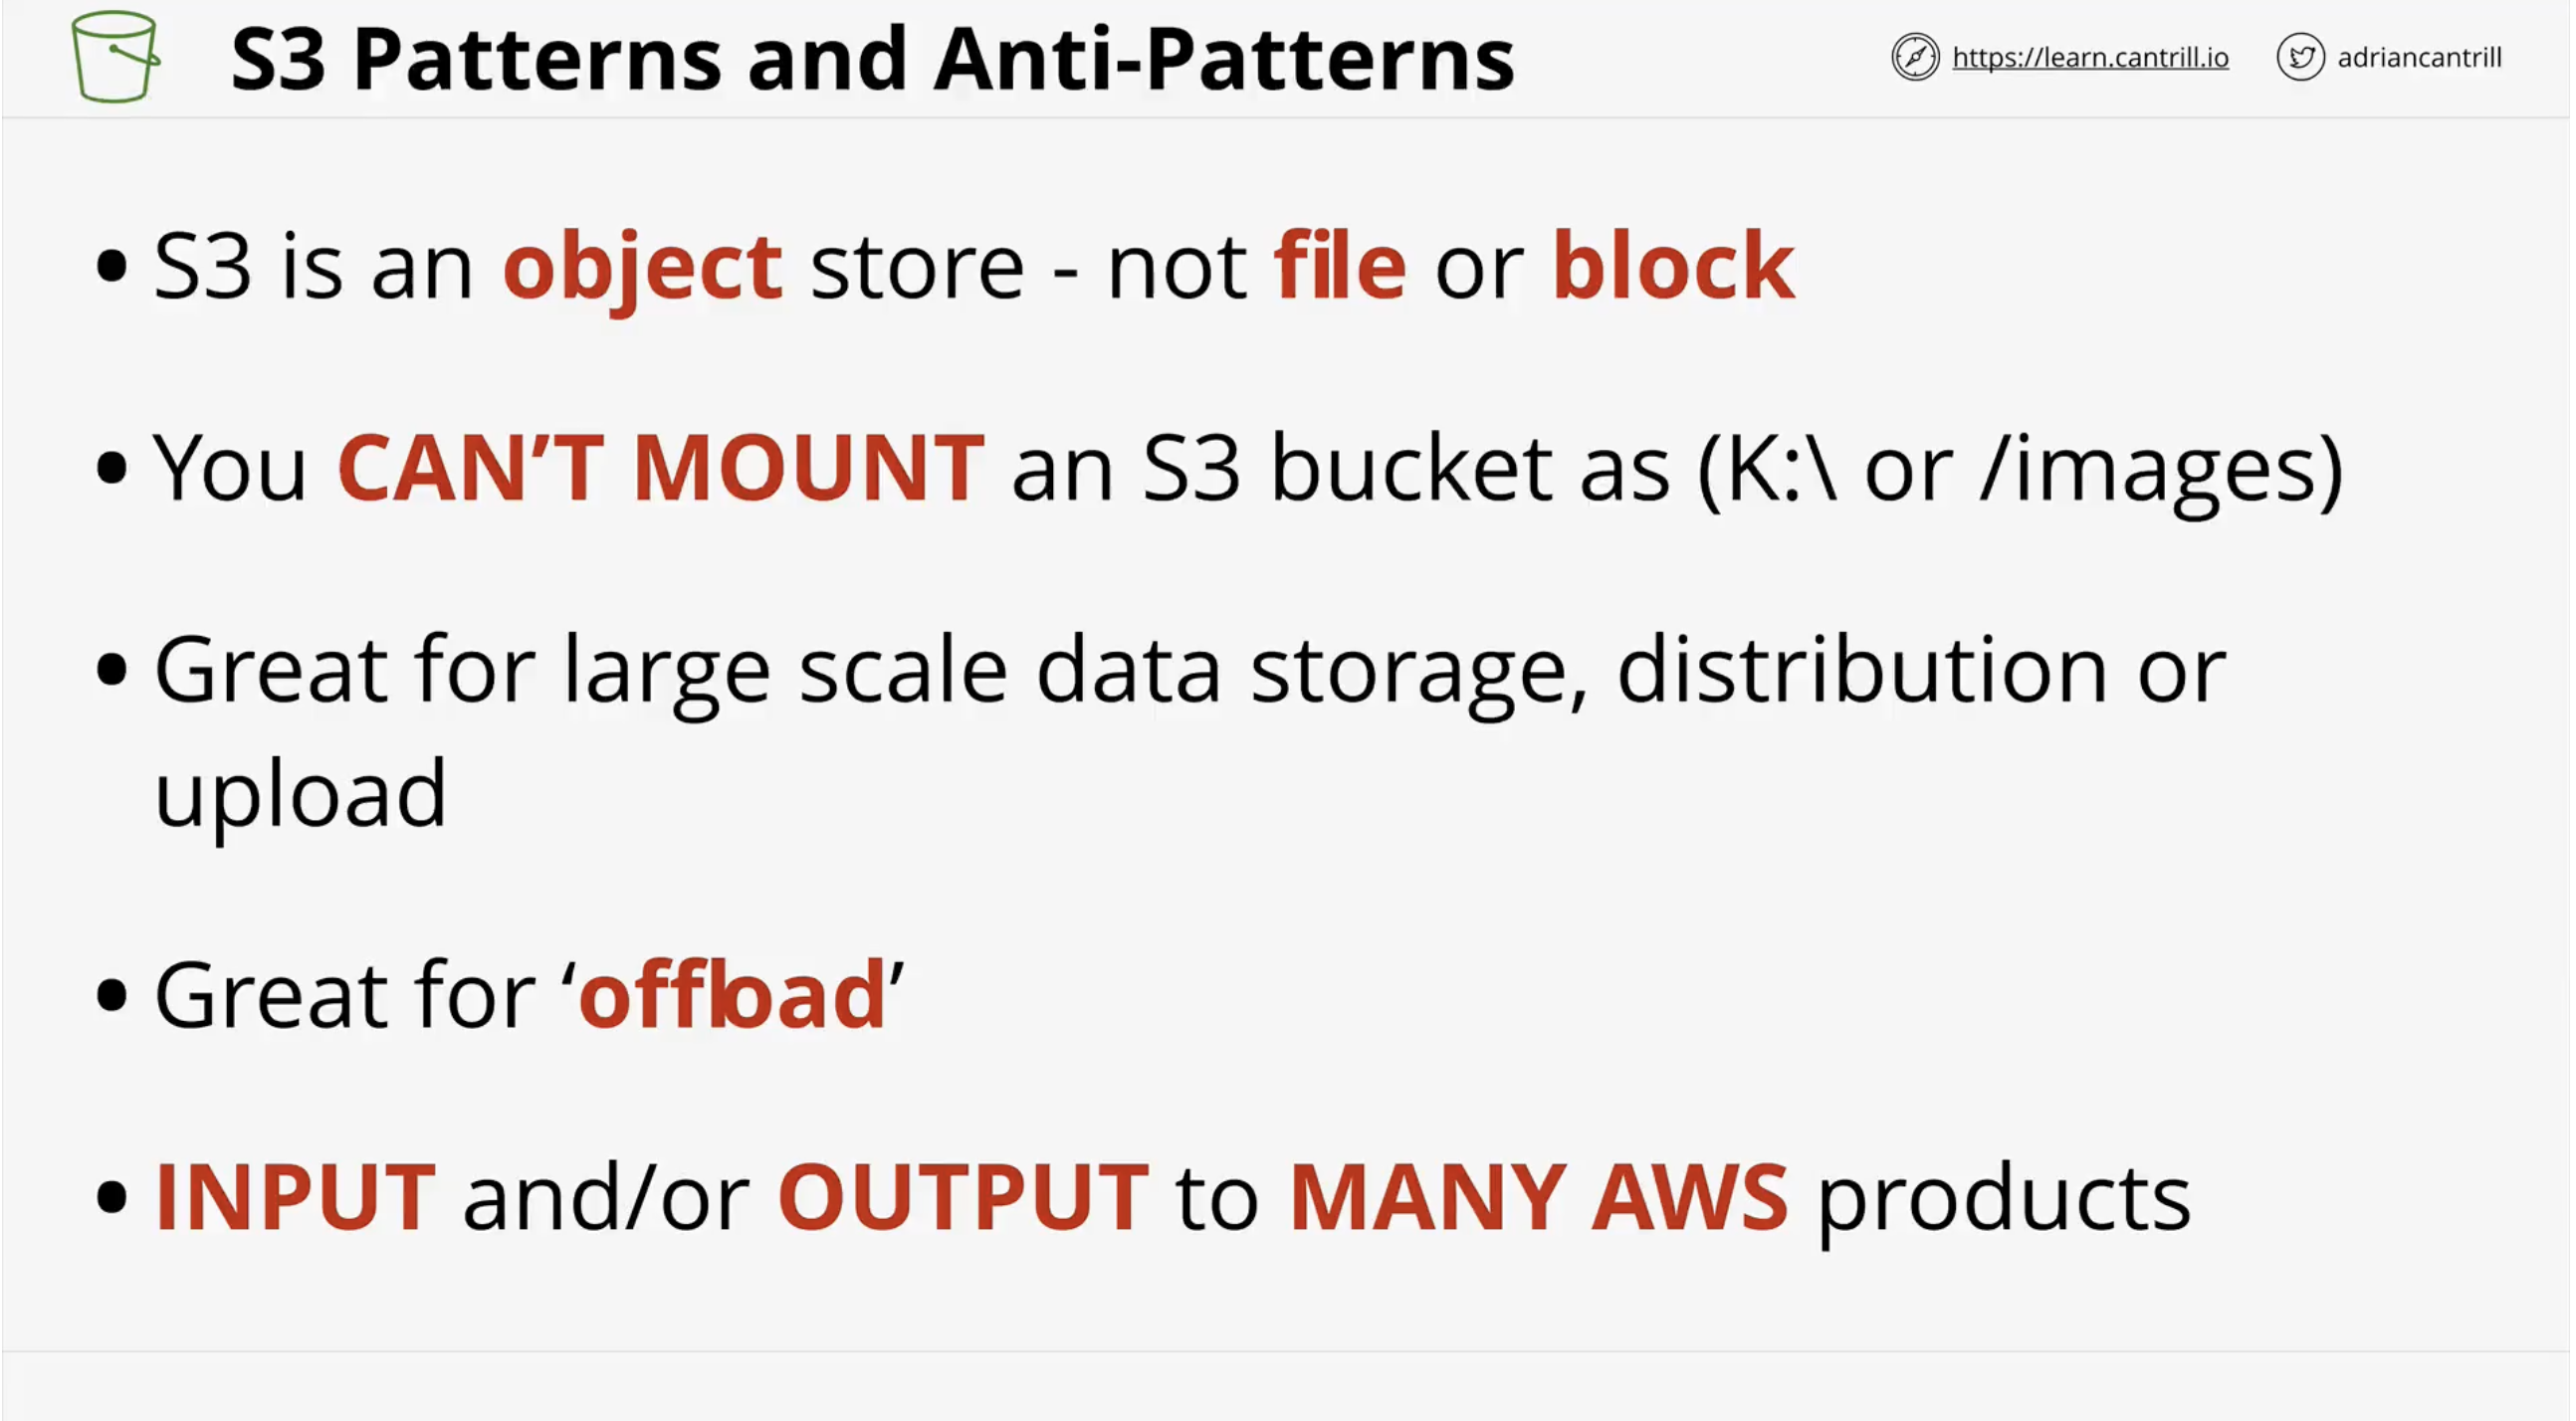 S3 Patterns and Anti-Patterns
https://learn.cantrill.io
adriancantrill
• S3 is an object store - not file or block
• You CAN’T MOUNT an S3 bucket as (K:\ or /images)
• Great for large scale data storage, distribution or
upload
• Great for ‘offload’
• INPUT and/or OUTPUT to MANY AWS products